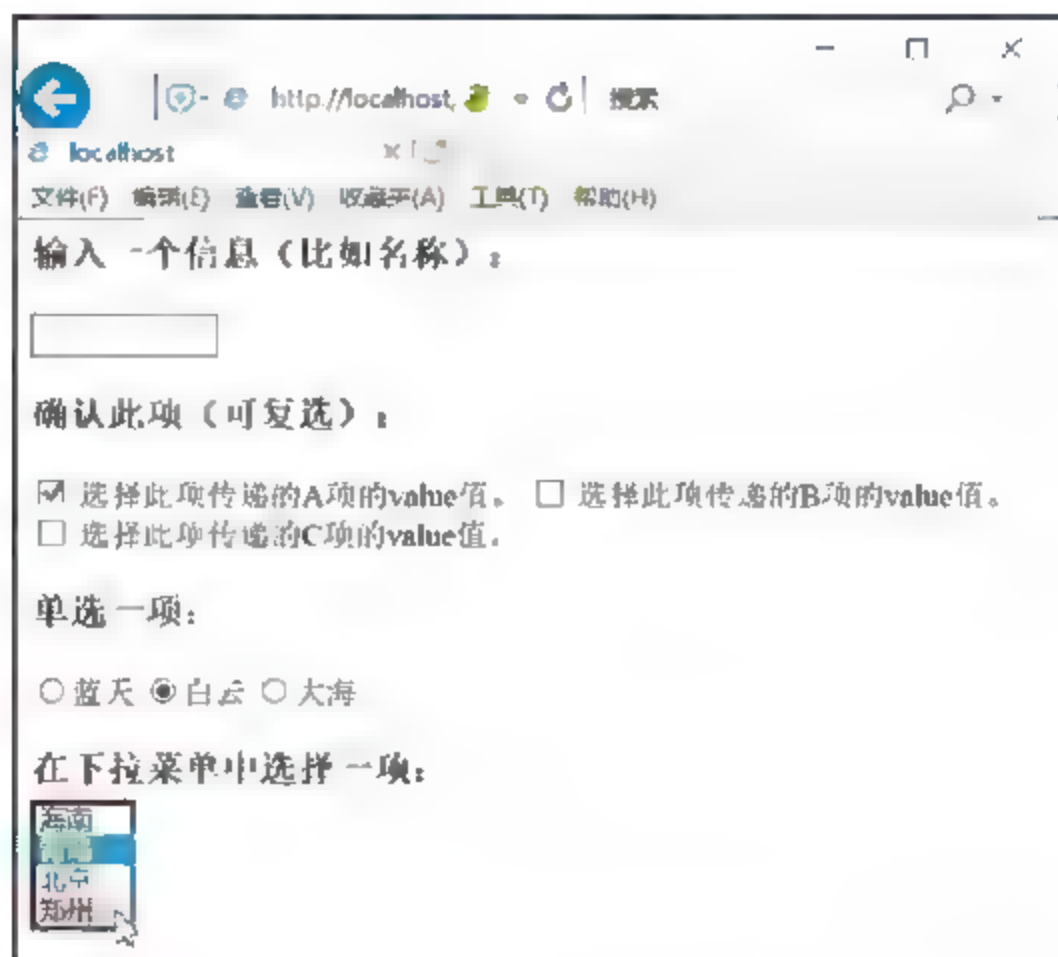 http://localhost/ 搜索
localhost
文件(F) 编辑(E) 查看(V) 收藏夹(A) 工具(T) 帮助(H)
输入一个信息（比如名称）：
确认此项（可复选）：
选择此项传递的A项的value值。 选择此项传递的B项的value值。
选择此项传递的C项的value值。
单选一项：
蓝天 白云 大海
在下拉菜单中选择一项：
海南
北京
郑州